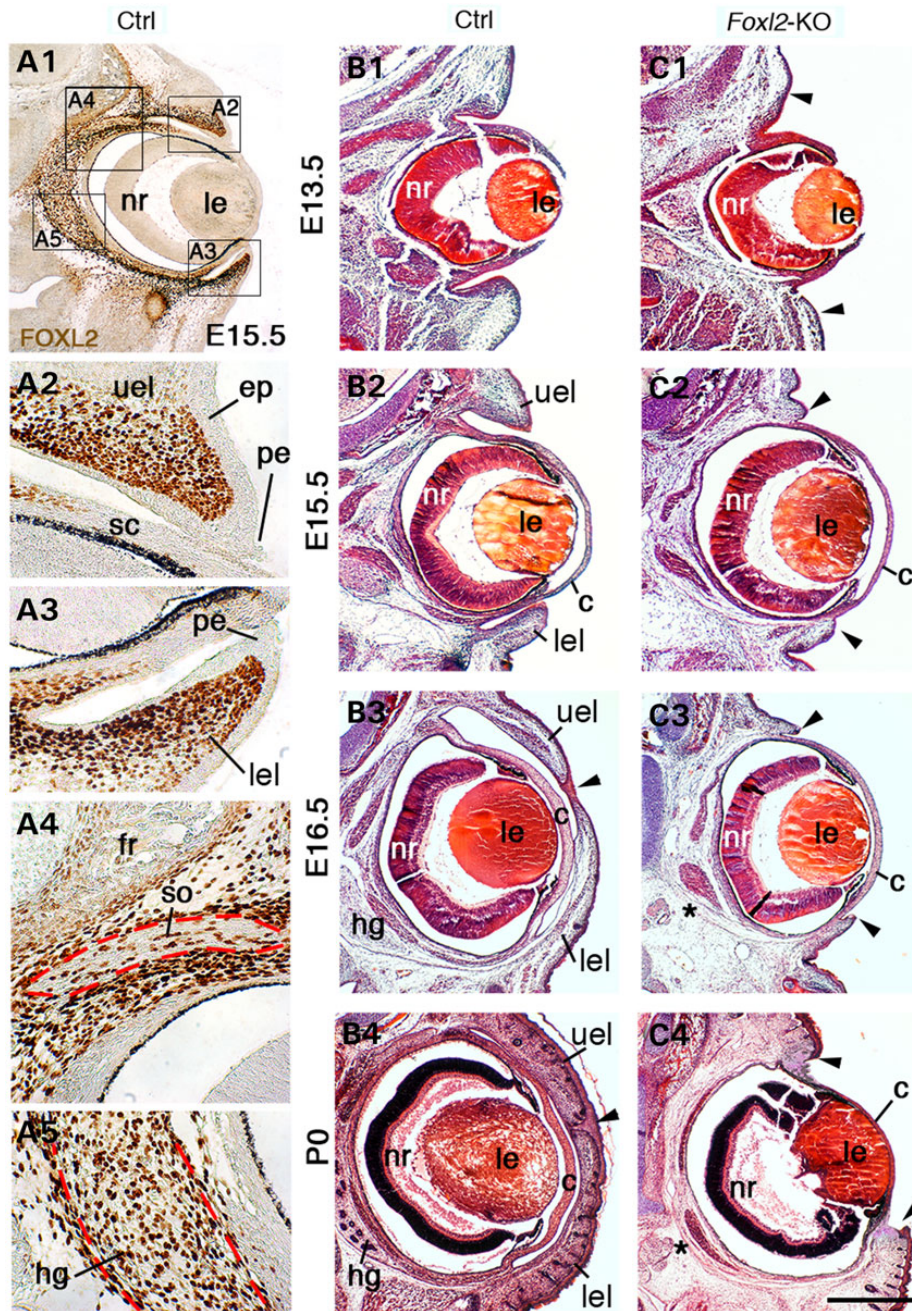 Ctrl
Ctrl
Foxl2-KO
A1
A4
A2
nr
le
A5
A3
FOXL2
E15.5
A2
uel
ep
pe
sc
A3
pe
lel
A4
fr
so
A5
hg
E13.5
B1
nr
le
C1
nr
le
E15.5
B2
uel
nr
le
c
lel
C2
nr
le
c
E16.5
B3
uel
nr
le
c
hg
lel
C3
nr
le
c
*
P0
B4
uel
nr
le
c
hg
lel
C4
c
le
nr
*